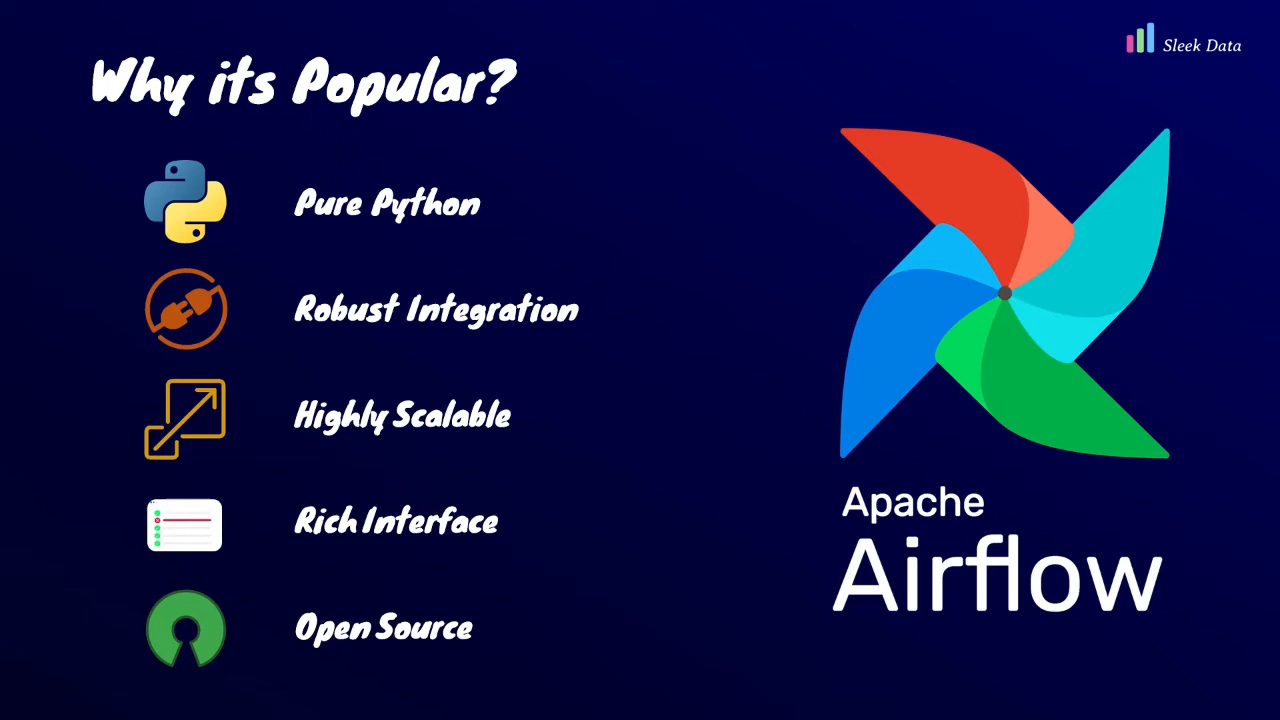 Sleek Data
Why its Popular?
Pure Python
Robust Integration
Highly Scalable
Rich Interface
Open Source
Apache
Airflow